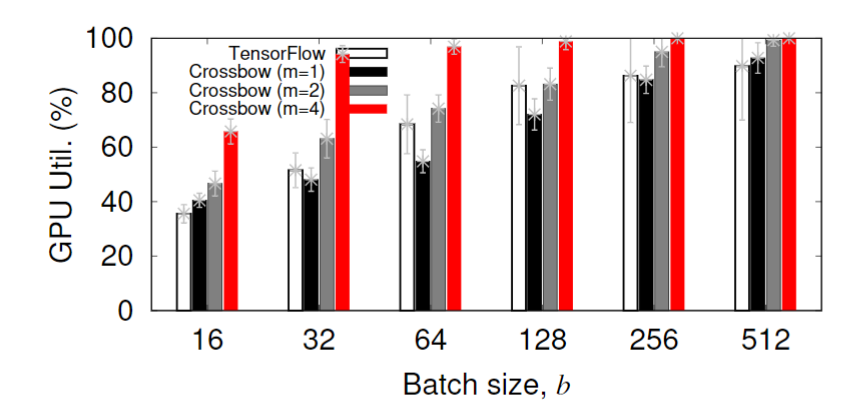 TensorFlow
Crossbow (m=1)
Crossbow (m=2)
Crossbow (m=4)
GPU Util. (%)
100
80
60
40
20
0
16 32 64 128 256 512
Batch size, b